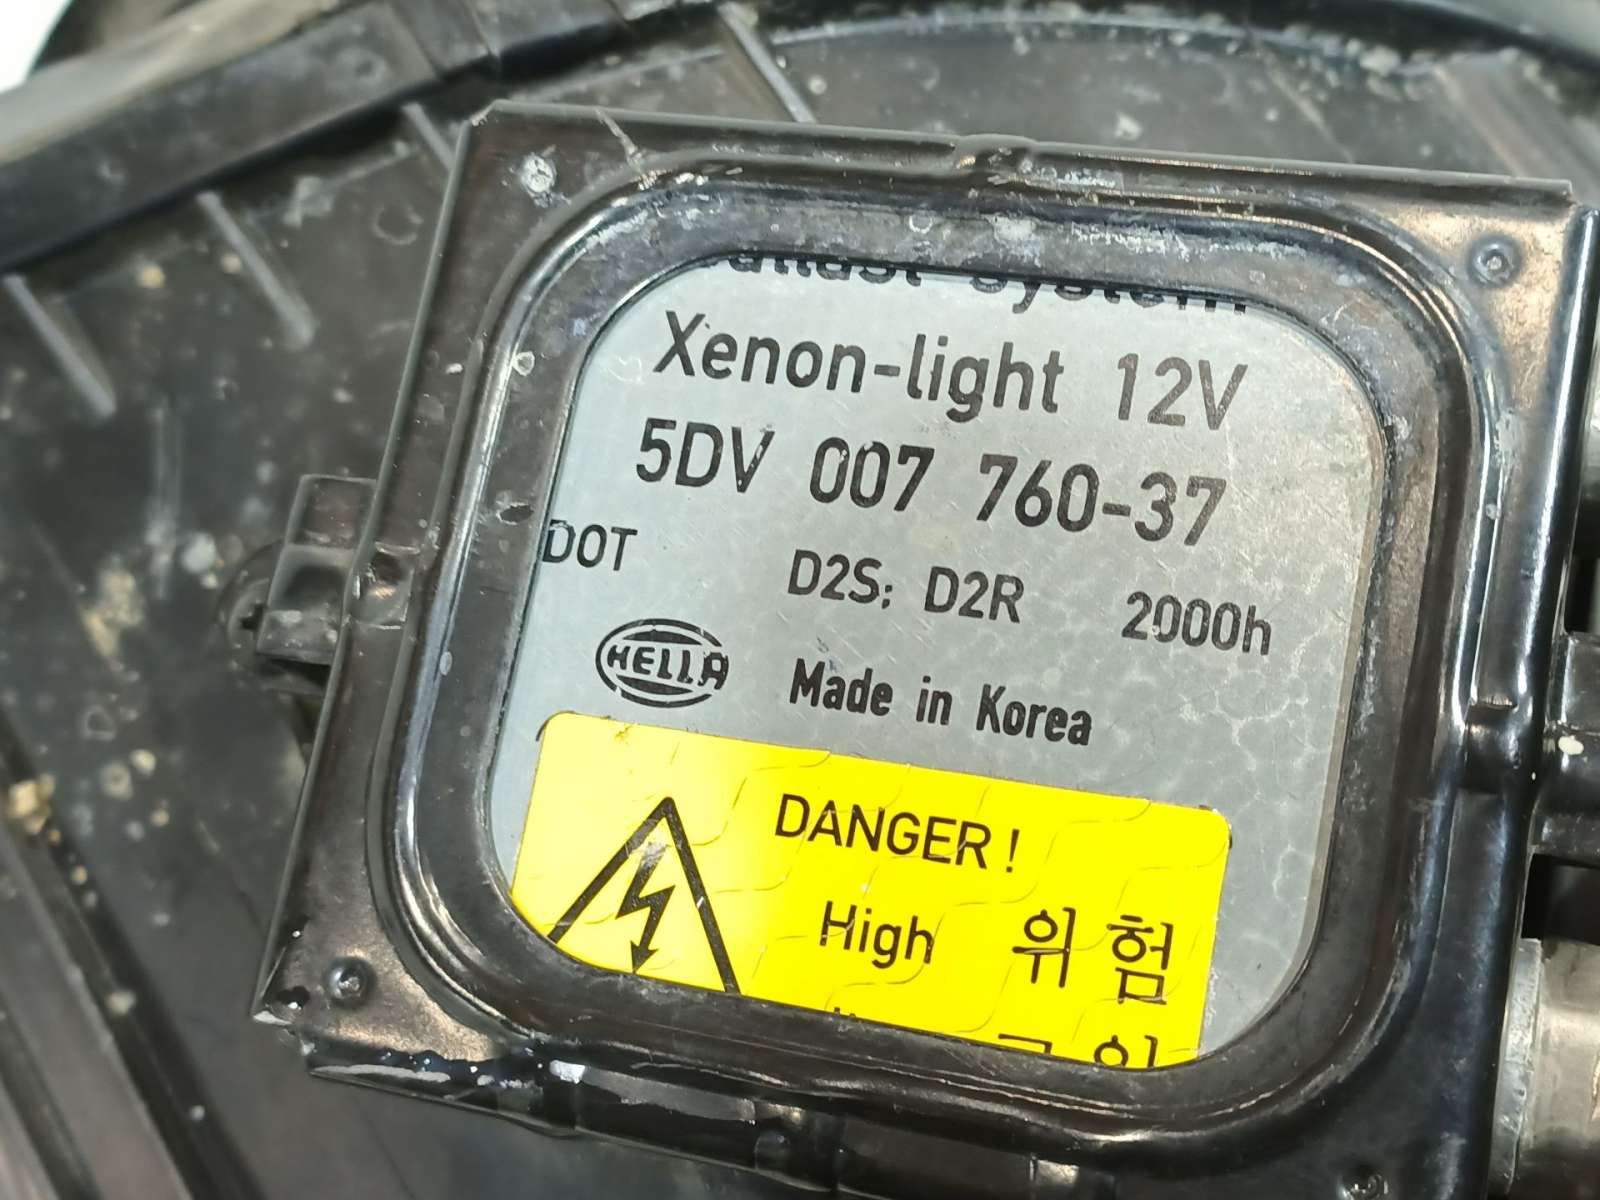 system
Xenon-light 12V
5DV 007 760-37
DOT D2S; D2R 2000h
HELLA Made in Korea
DANGER!
High 위험